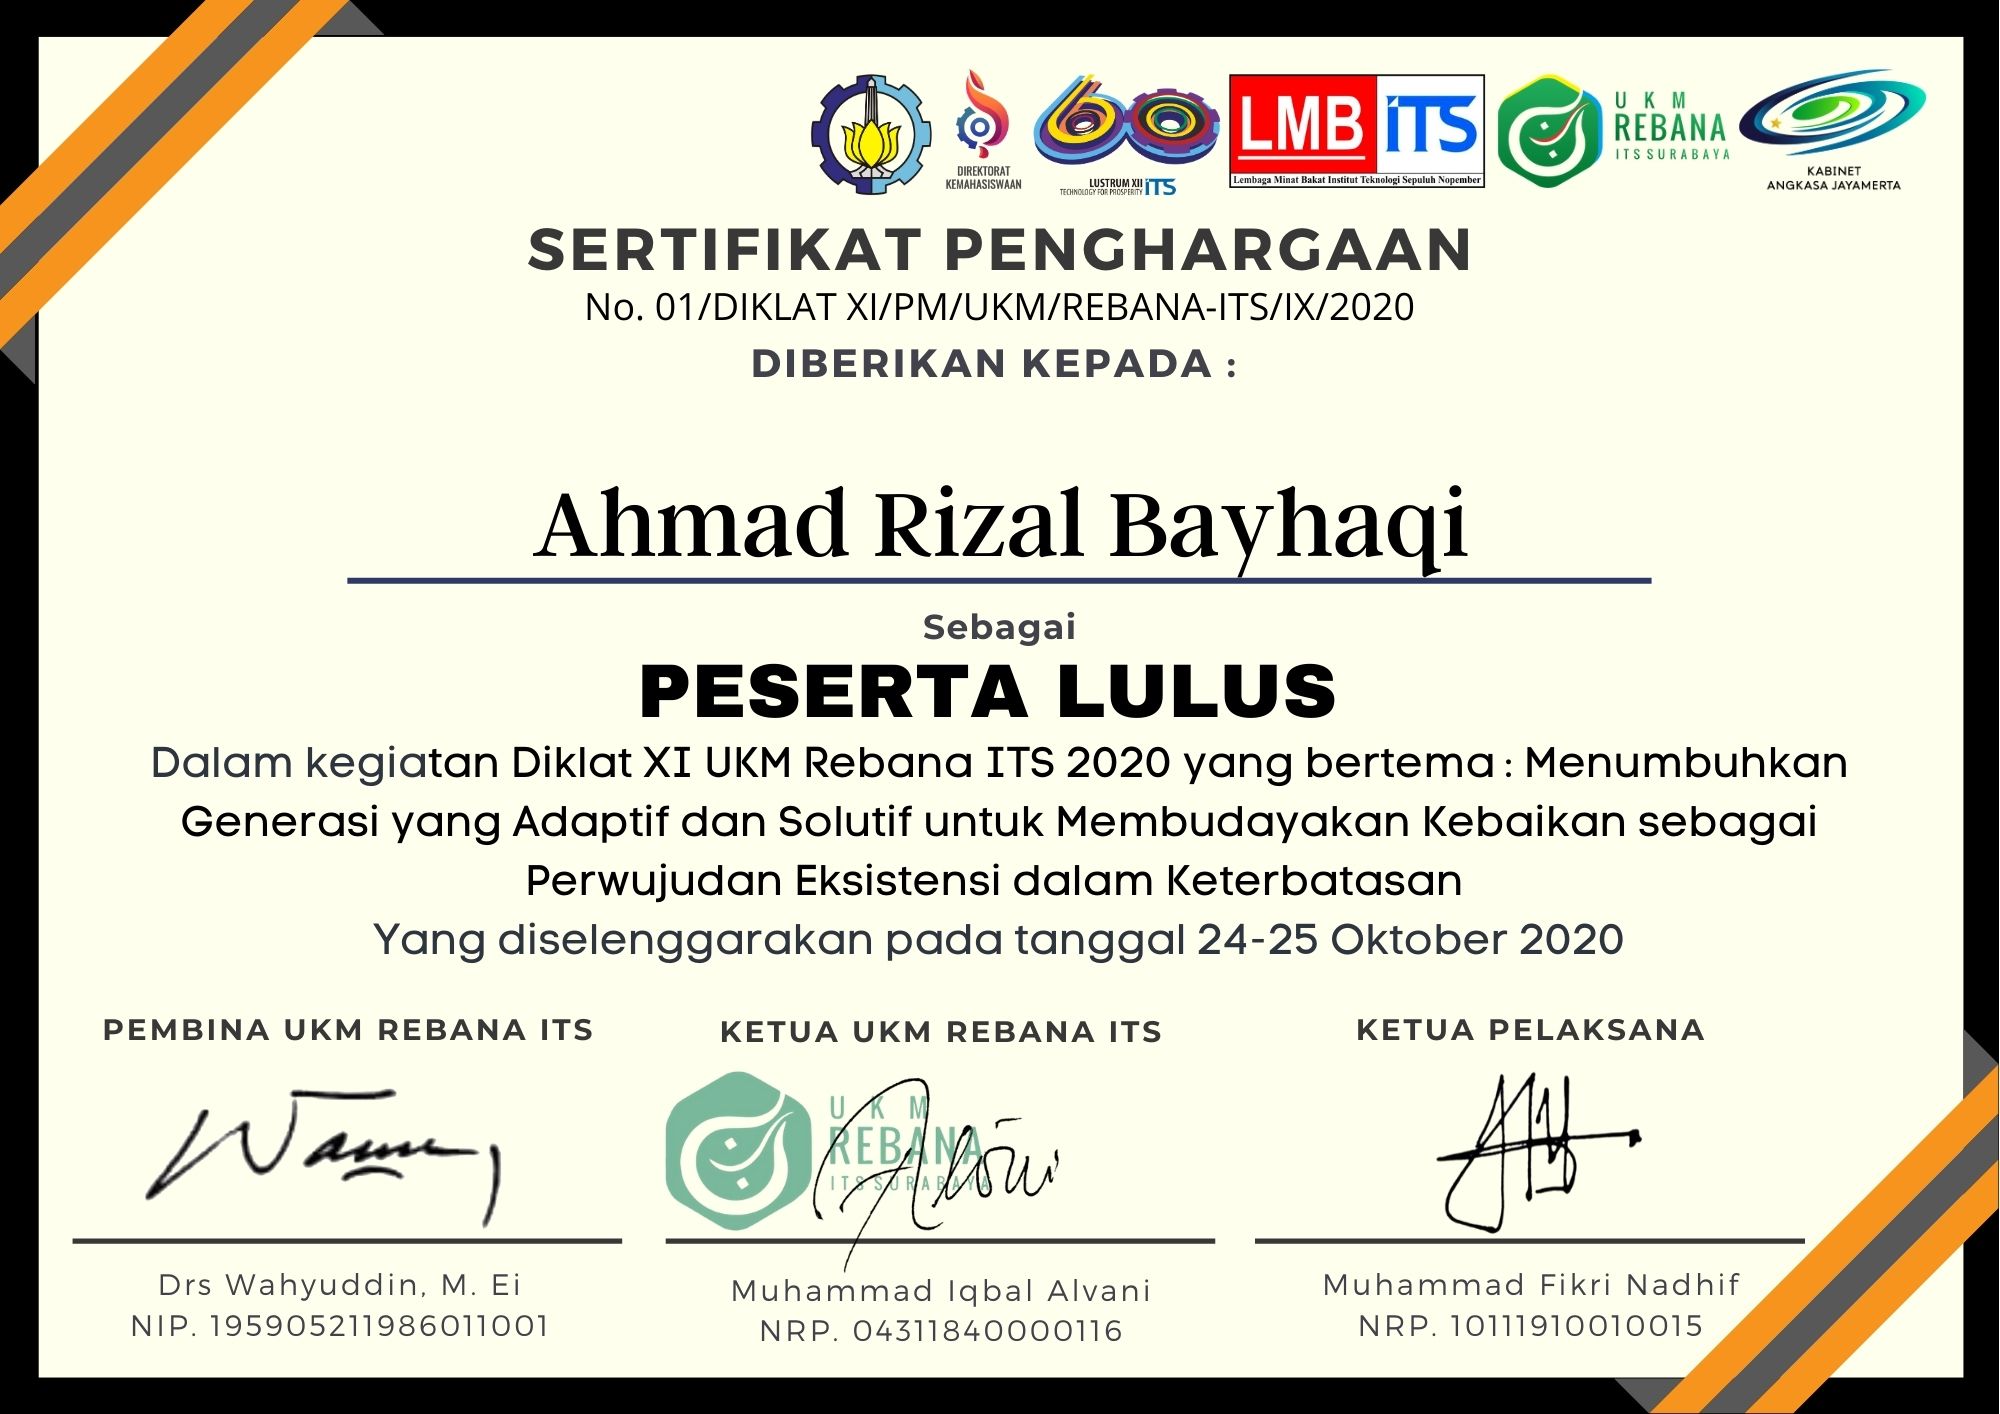 DIREKTORAT
KEMAHASISWAAN
60
LUSTRUM XII
TECHNOLOGY FOR PROSPERITY ITS
LMB ITS
Lembaga Minat Bakat Institut Teknologi Sepuluh Nopember
UKM
REBANA
ITS SURABAYA
KABINET
ANGKASA JAYAMERTA
SERTIFIKAT PENGHARGAAN
No. 01/DIKLAT XI/PM/UKM/REBANA-ITS/IX/2020
DIBERIKAN KEPADA :
Ahmad Rizal Bayhaqi
Sebagai
PESERTA LULUS
Dalam kegiatan Diklat XI UKM Rebana ITS 2020 yang bertema : Menumbuhkan
Generasi yang Adaptif dan Solutif untuk Membudayakan Kebaikan sebagai
Perwujudan Eksistensi dalam Keterbatasan
Yang diselenggarakan pada tanggal 24-25 Oktober 2020
PEMBINA UKM REBANA ITS
KETUA UKM REBANA ITS
KETUA PELAKSANA
UKM
REBANA
ITS SURABAYA
Drs Wahyuddin, M. Ei
NIP. 195905211986011001
Muhammad Iqbal Alvani
NRP. 04311840000116
Muhammad Fikri Nadhif
NRP. 10111910010015